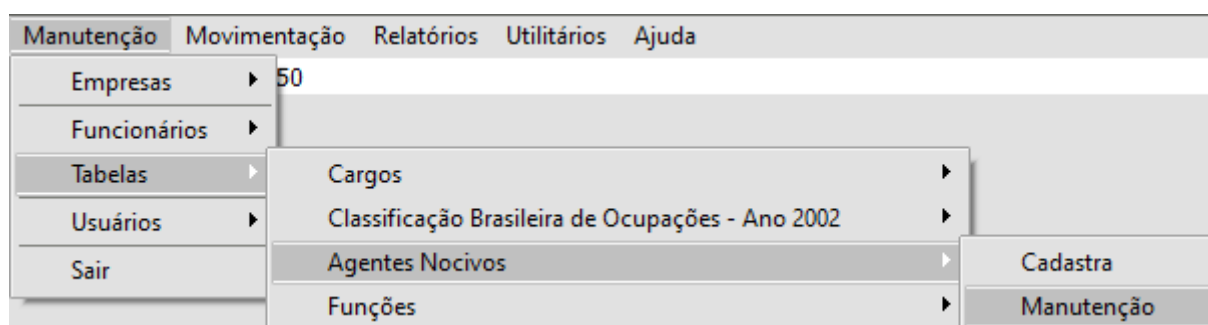 Manutenção Movimentação Relatórios Utilitários Ajuda
Empresas
50
Funcionários
Tabelas
Cargos
Usuários
Classificação Brasileira de Ocupações - Ano 2002
Sair
Agentes Nocivos
Cadastra
Funções
Manutenção